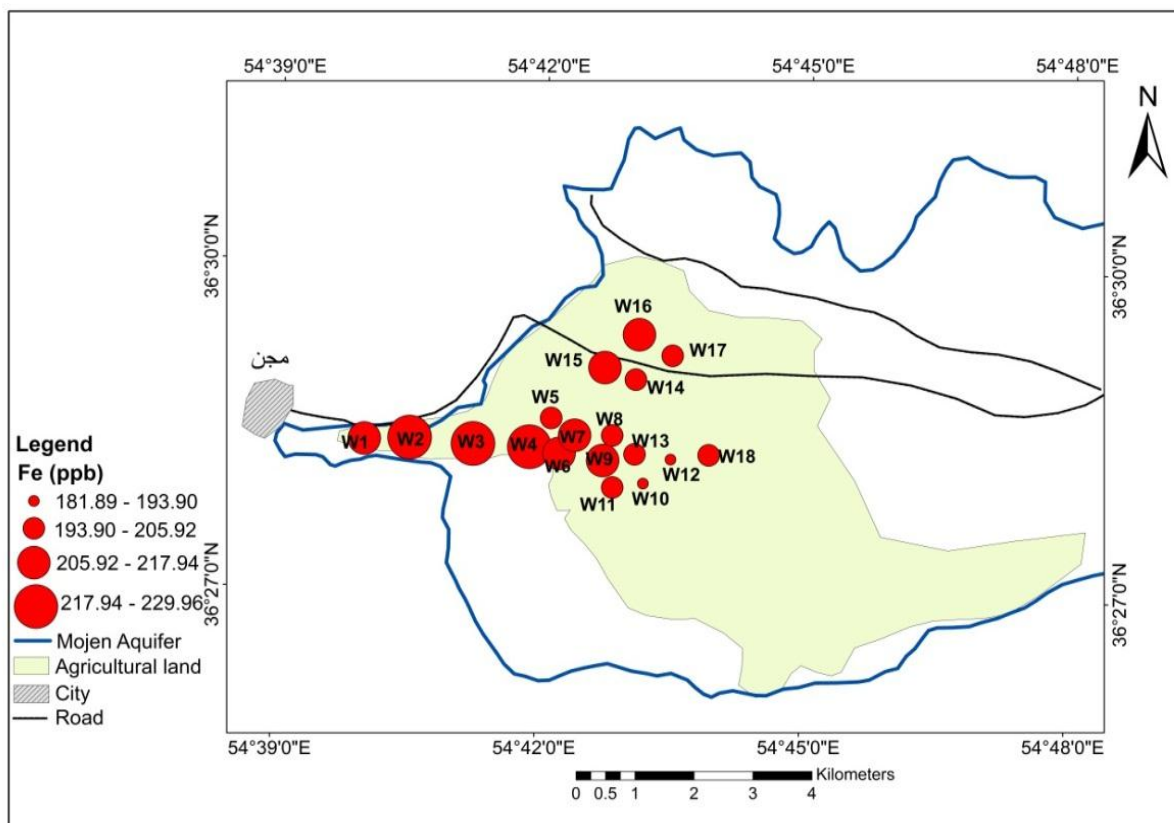 54°39'0"E 54°42'0"E 54°45'0"E 54°48'0"E
N
36°30'0"N
36°30'0"N
W16
W17
W15
W14
مجن
W5
W8
W7
W13
W1 W2 W3 W4
W6 W9
W12 W18
W11 W10
Legend
Fe (ppb)
181.89 - 193.90
193.90 - 205.92
205.92 - 217.94
217.94 - 229.96
Mojen Aquifer
Agricultural land
City
Road
36°27'0"N
36°27'0"N
54°39'0"E 54°42'0"E 54°45'0"E 54°48'0"E
Kilometers
0 0.5 1 2 3 4